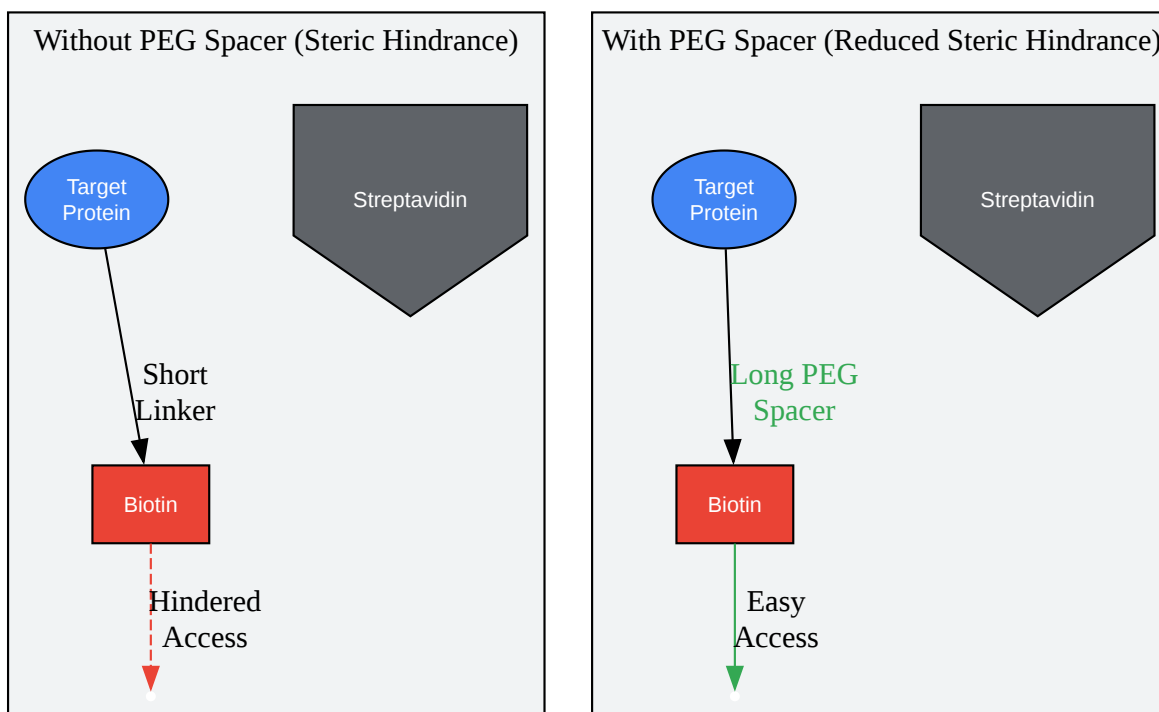 Without PEG Spacer (Steric Hindrance)
Target
Protein
Streptavidin
Short
Linker
Biotin
Hindered
Access
With PEG Spacer (Reduced Steric Hindrance)
Target
Protein
Streptavidin
Long PEG
Spacer
Biotin
Easy
Access